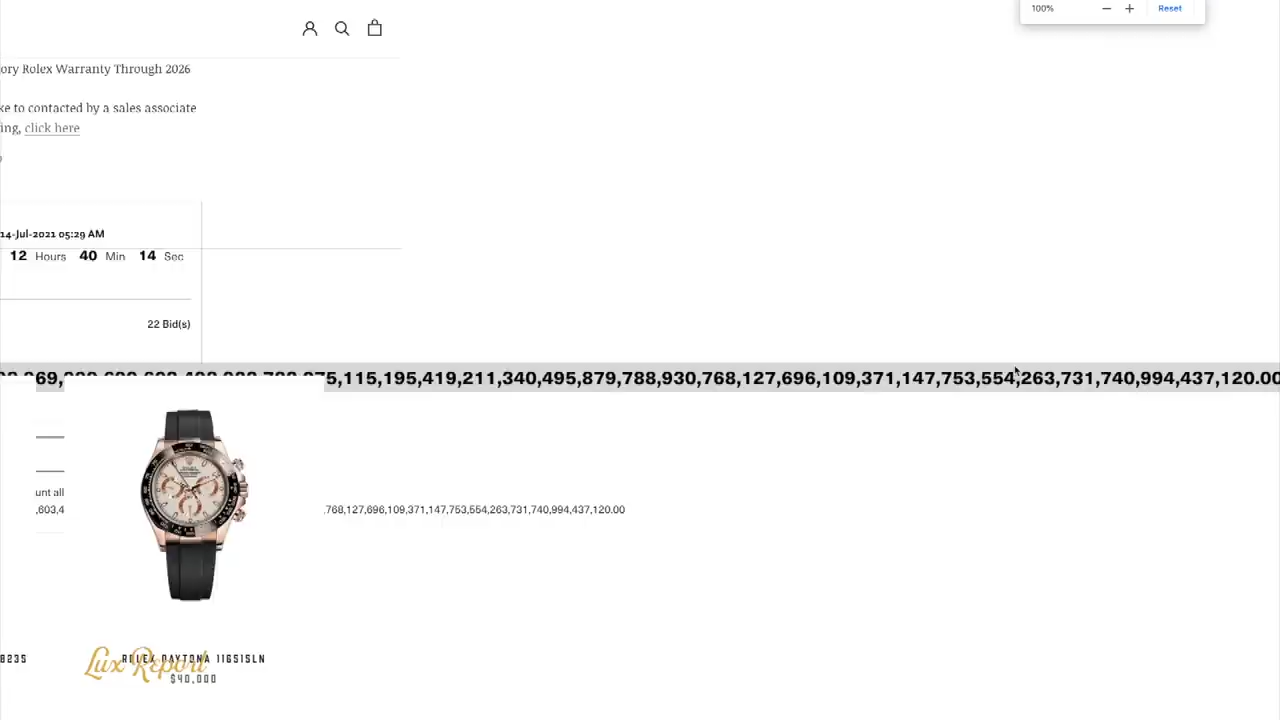 100% − + Reset
ory Rolex Warranty Through 2026
ke to contacted by a sales associate
ing, click here
14-Jul-2021 05:29 AM
12 Hours 40 Min 14 Sec
22 Bid(s)
5,115,195,419,211,340,495,879,788,930,768,127,696,109,371,147,753,554,263,731,740,994,437,120.00
unt all
,603,4
,768,127,696,109,371,147,753,554,263,731,740,994,437,120.00
8235
ROLEX DAYTONA 116515LN
Lux Report
$40,000